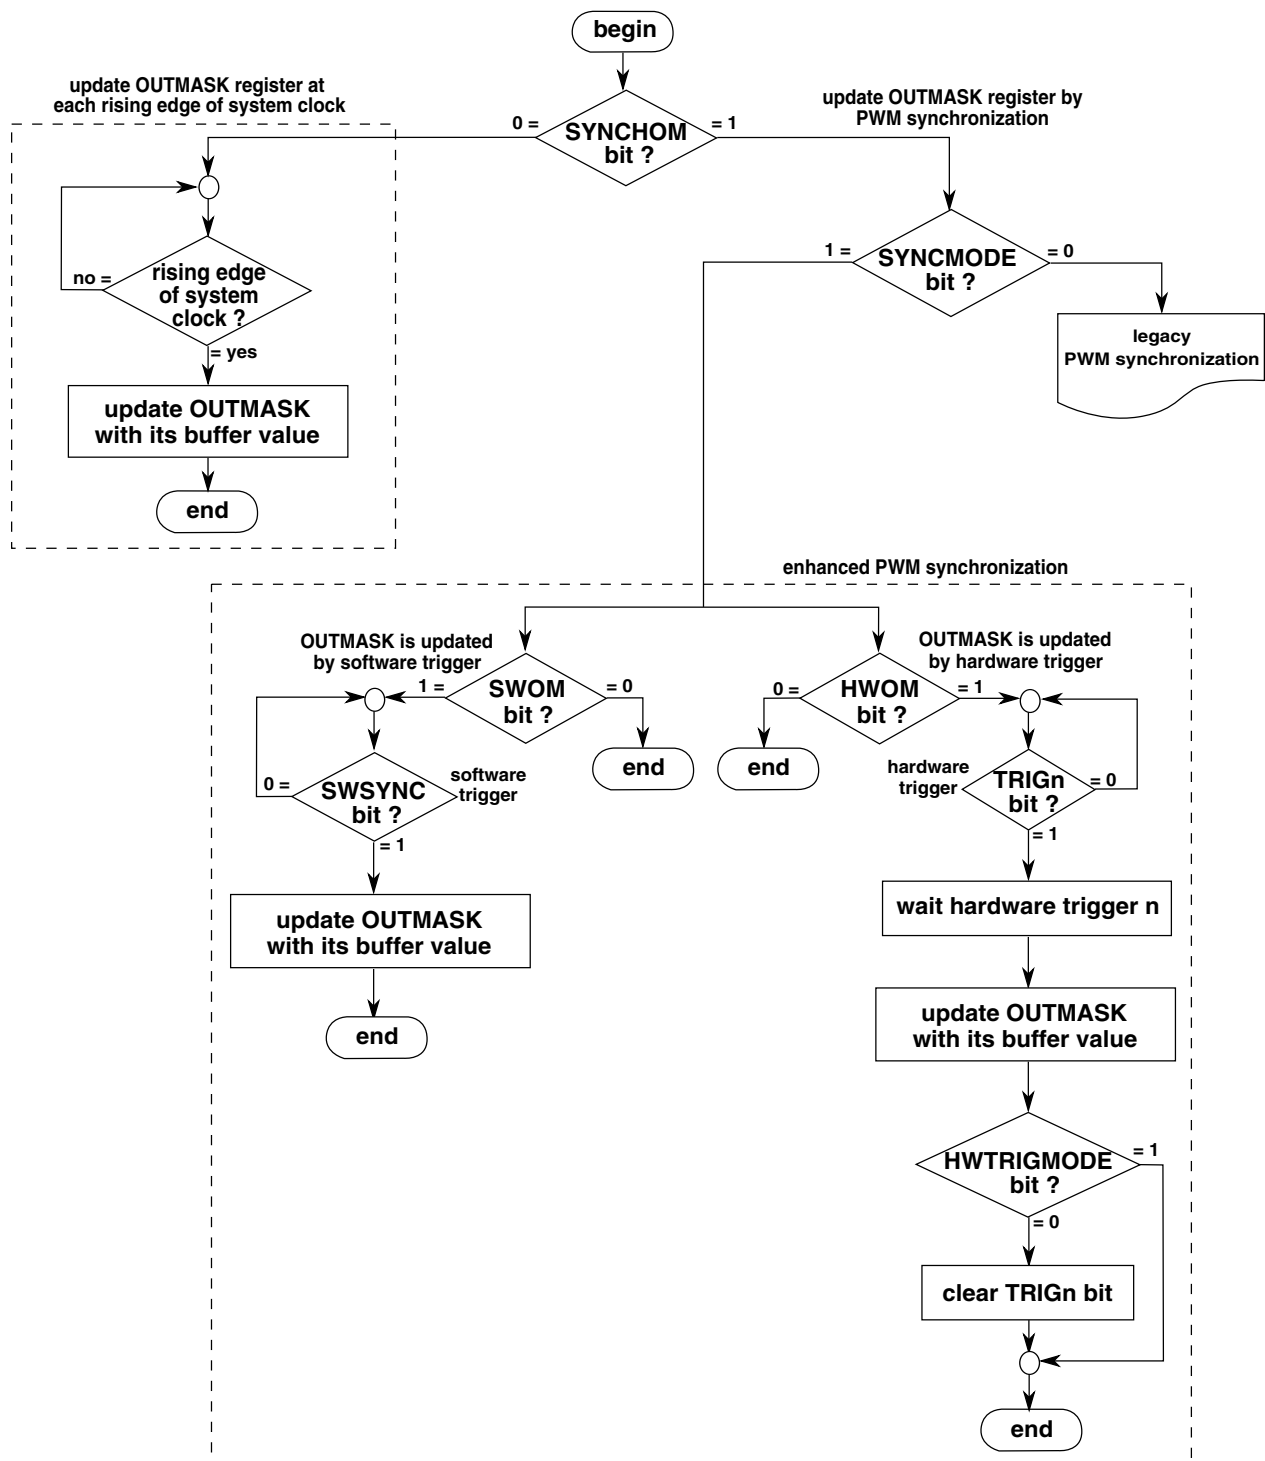 begin
update OUTMASK register at
each rising edge of system clock
update OUTMASK register by
PWM synchronization
0 =
SYNCHOM
bit ?
= 1
1 =
SYNCMODE
bit ?
= 0
no =
rising edge
of system
clock ?
= yes
legacy
PWM synchronization
update OUTMASK
with its buffer value
end
enhanced PWM synchronization
OUTMASK is updated
by software trigger
OUTMASK is updated
by hardware trigger
1 =
SWOM
bit ?
= 0
0 =
HWOM
bit ?
= 1
end
end
0 =
SWSYNC
bit ?
software
trigger
= 1
hardware
trigger
TRIGn
bit ?
= 0
= 1
update OUTMASK
with its buffer value
wait hardware trigger n
end
update OUTMASK
with its buffer value
HWTRIGMODE
bit ?
= 1
= 0
clear TRIGn bit
end